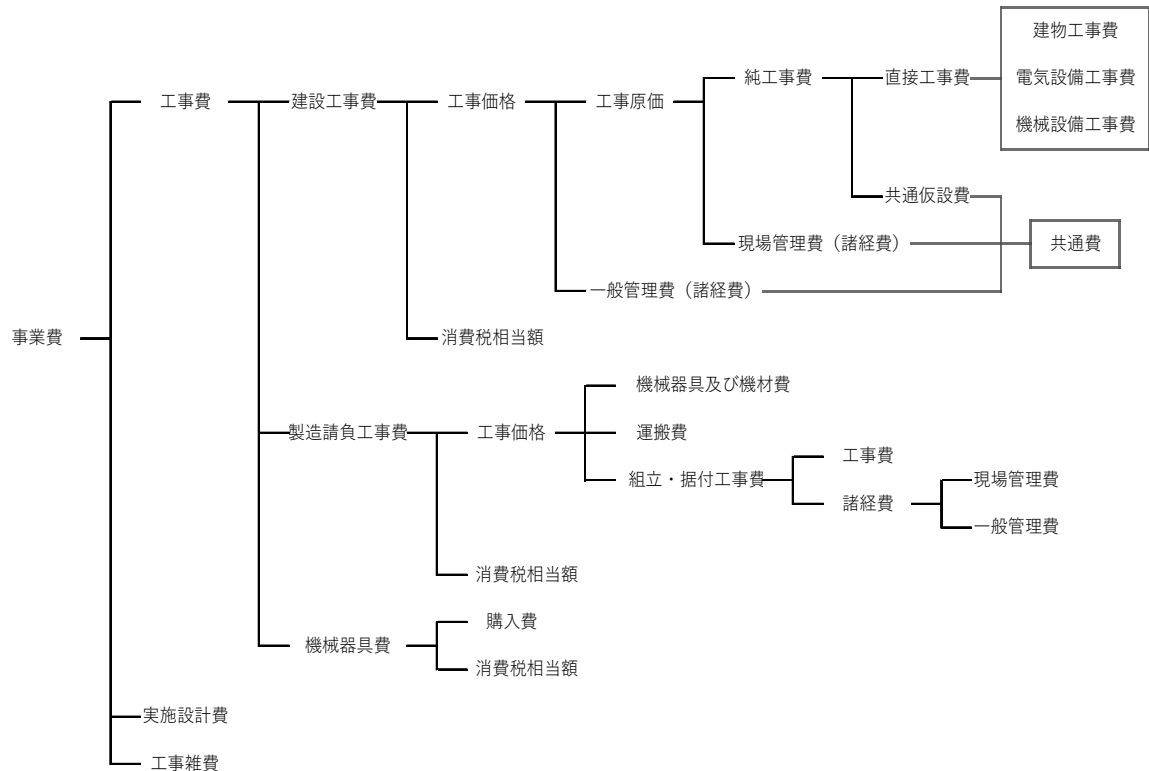 建物工事費
純工事費
直接工事費
電気設備工事費
工事費
建設工事費
工事価格
工事原価
機械設備工事費
共通仮設費
現場管理費（諸経費）
共通費
一般管理費（諸経費）
事業費
消費税相当額
機械器具及び機材費
製造請負工事費
工事価格
運搬費
組立・据付工事費
工事費
諸経費
現場管理費
一般管理費
消費税相当額
機械器具費
購入費
消費税相当額
実施設計費
工事雑費